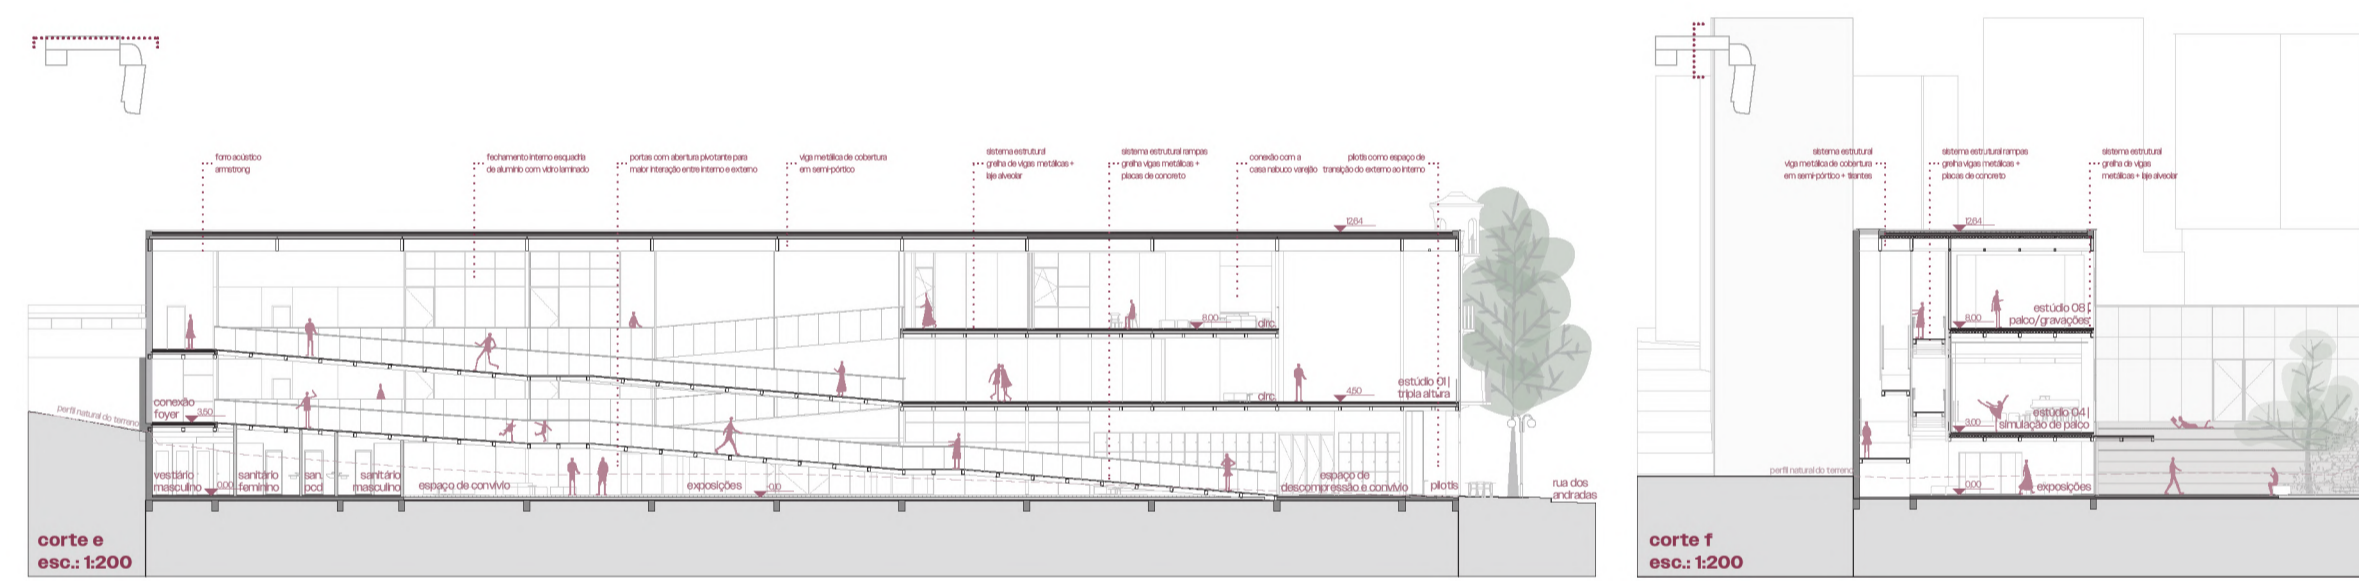 forro acústico
armstrong
fechamento interno esquadria
de alumínio com vidro laminado
portas com abertura pivotante para
maior interação entre interno e externo
viga metálica de cobertura
em semi-pórtico
sistema estrutural
grelha de vigas metálicas +
laje alveolar
sistema estrutural rampas
grelha vigas metálicas +
placas de concreto
conexão com a
casa nabuco varejão
pilotis como espaço de
transição do externo ao interno
12.64
8.00
circ.
estúdio 01 |
tripla altura
4.50
circ.
conexão
foyer
3.50
perfil natural do terreno
vestiário
masculino
0.00
sanitário
feminino
san.
pcd
sanitário
masculino
espaço de convívio
exposições
espaço de
descompressão e convívio
pilotis
rua dos
andradas
corte e
esc.: 1:200
sistema estrutural
viga metálica de cobertura
em semi-pórtico + tirantes
sistema estrutural rampas
grelha vigas metálicas +
placas de concreto
sistema estrutural
grelha de vigas
metálicas + laje alveolar
12.64
estúdio 08 |
palco/gravações
8.00
estúdio 04 |
simulação de palco
3.00
perfil natural do terreno
0.00
exposições
corte f
esc.: 1:200